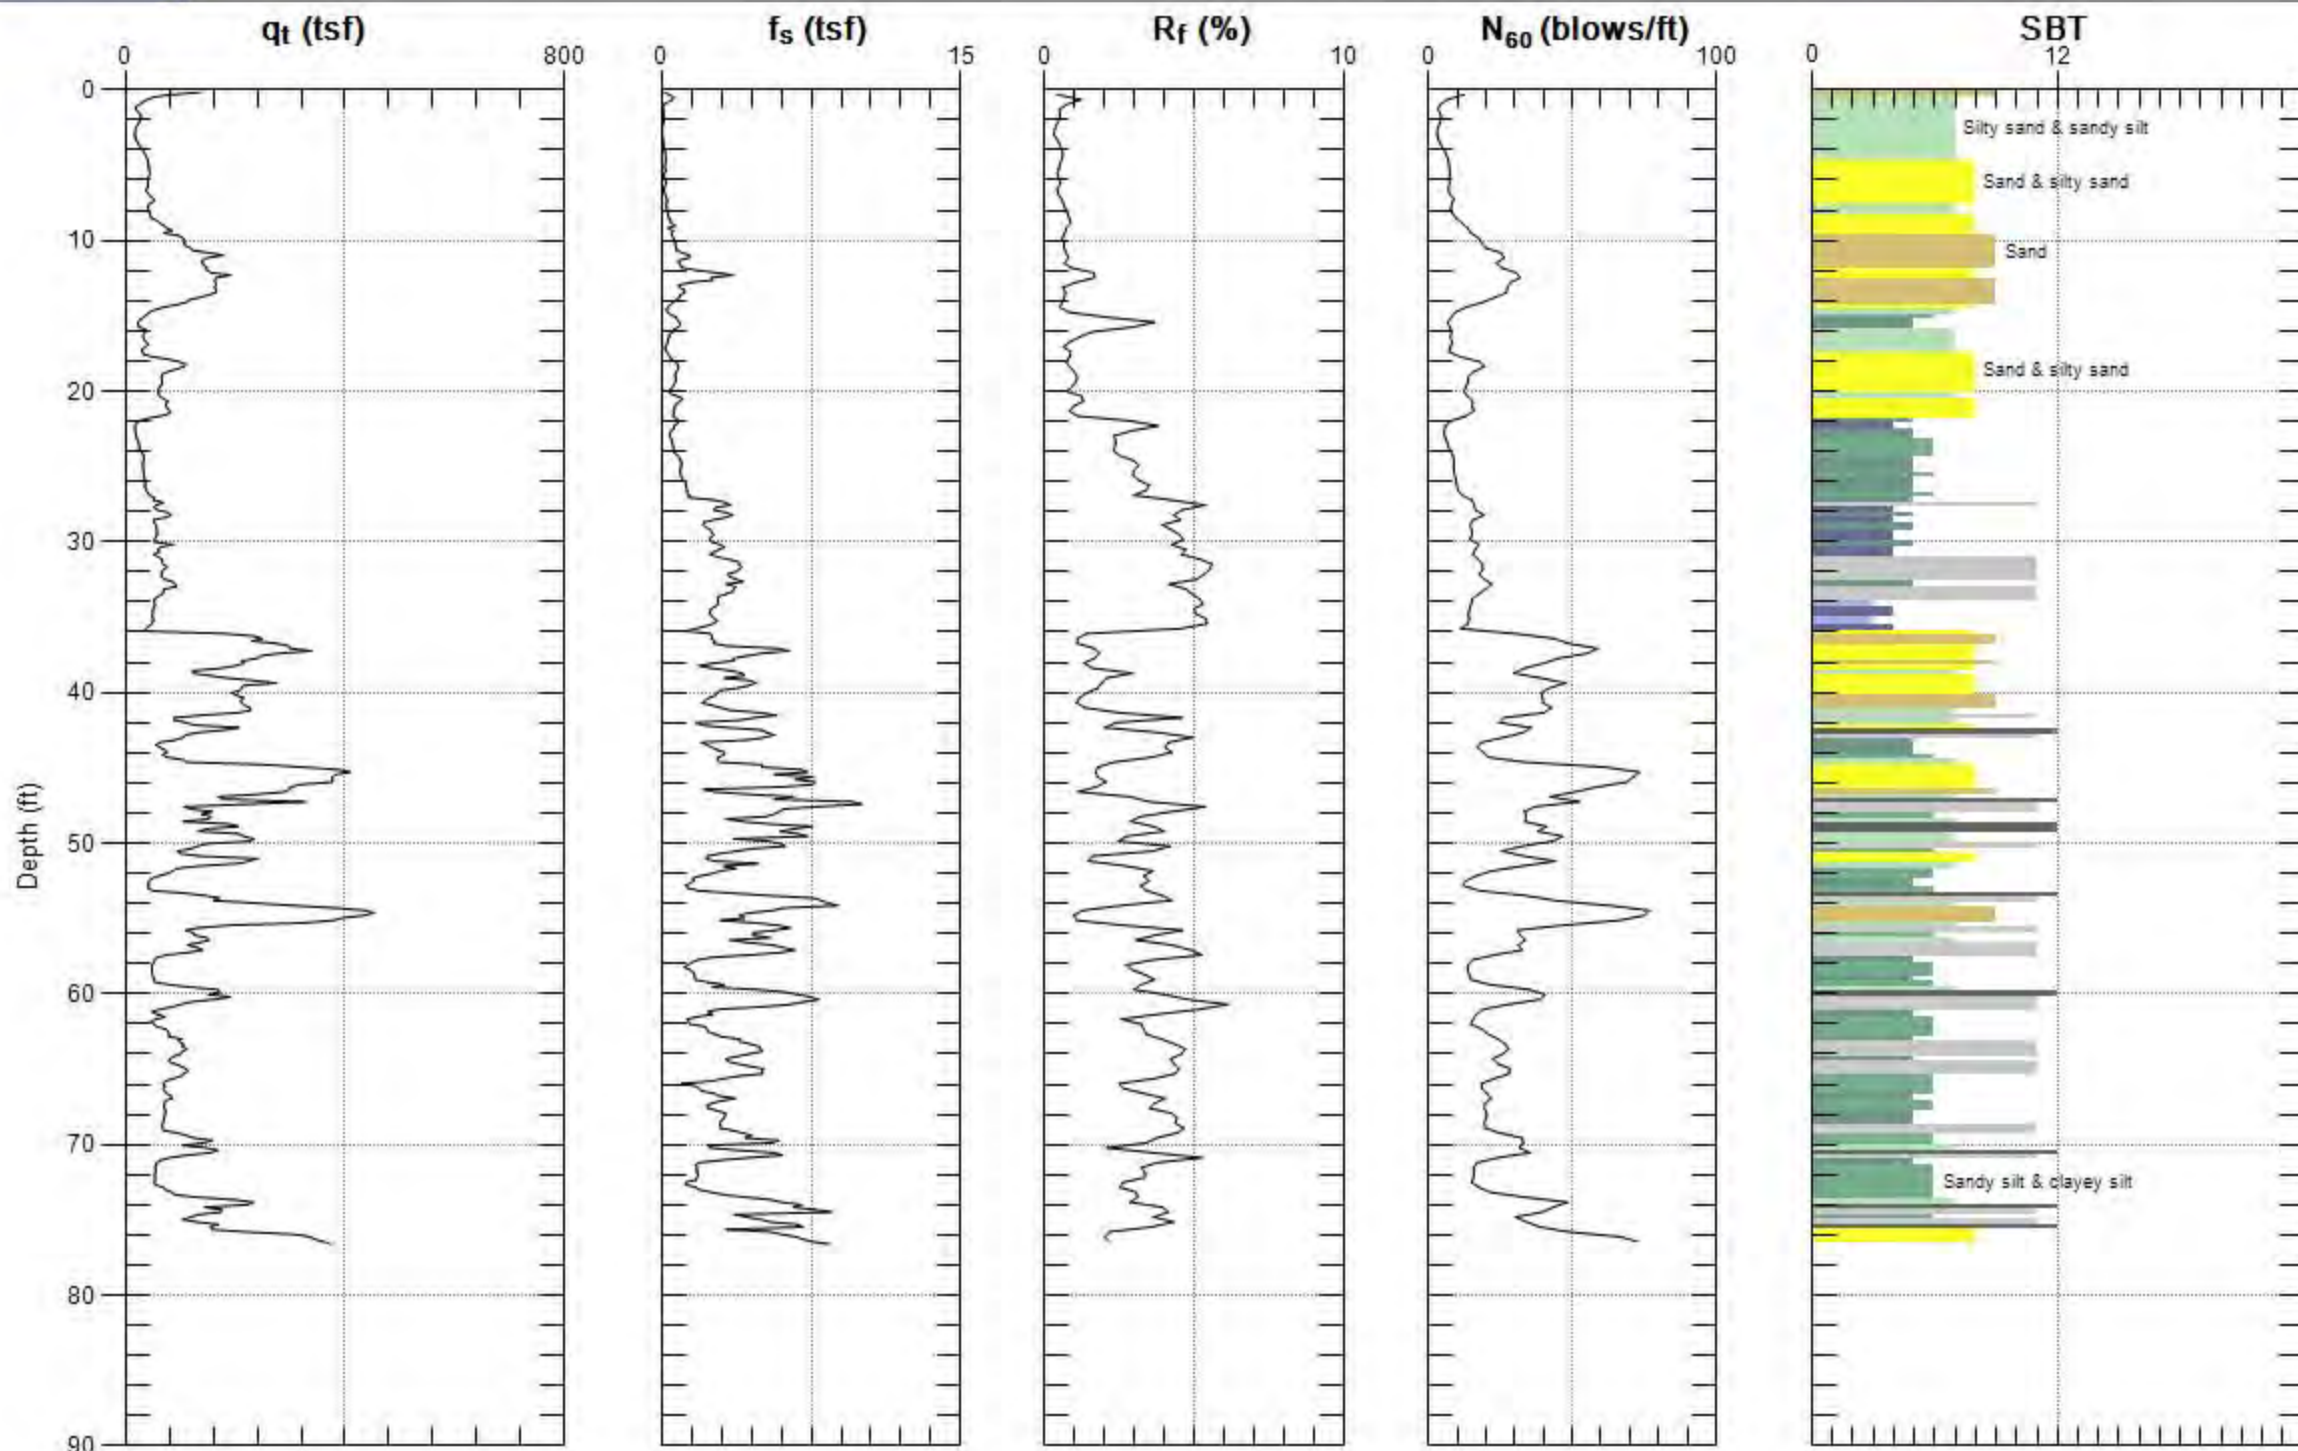 qt (tsf) fs (tsf) Rf (%) N60 (blows/ft) SBT
0 800 0 15 0 10 0 100 0 12
0
Silty sand & sandy silt
Sand & silty sand
10
Sand
Sand & silty sand
20
30
40
Depth (ft)
50
60
70
Sandy silt & clayey silt
80
90